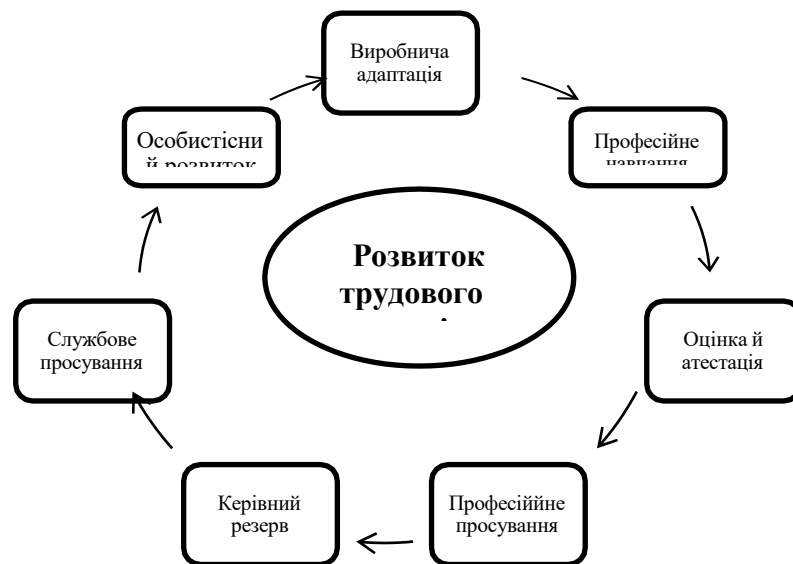 Виробнича
адаптація
Професійне
навчання
Оцінка й
атестація
Професіййне
просування
Керівний
резерв
Службове
просування
Особистісни
й розвиток
Розвиток
трудового